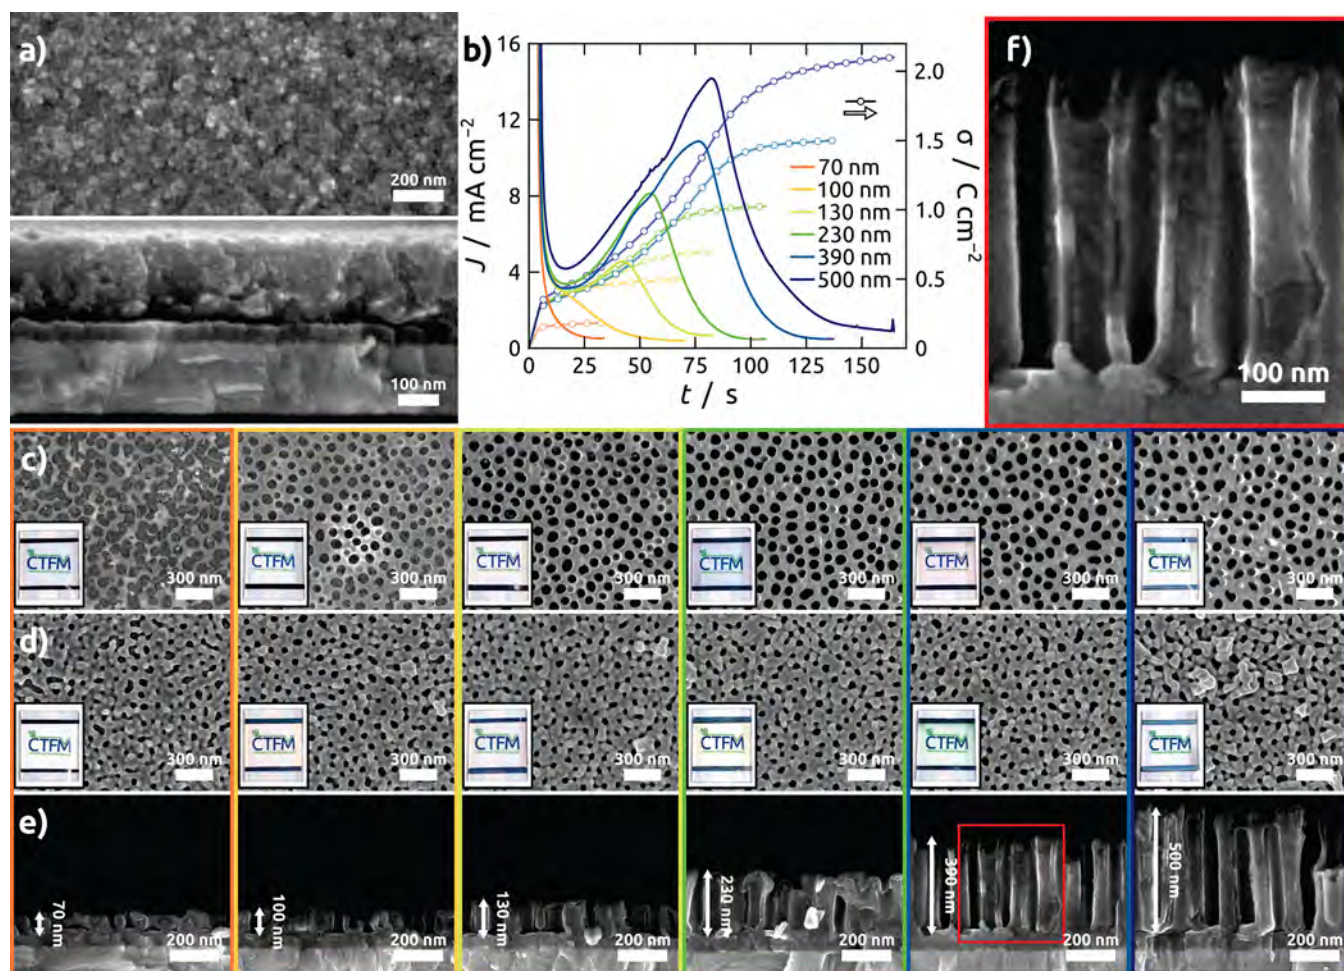 a)
200 nm
100 nm
b)
16
12
8
4
0
J / mA cm⁻²
0
25
50
75
100
125
150
t / s
2.0
1.5
1.0
0.5
0
σ / C cm⁻²
70 nm
100 nm
130 nm
230 nm
390 nm
500 nm
f)
100 nm
c)
CTFM
300 nm
CTFM
300 nm
CTFM
300 nm
CTFM
300 nm
CTFM
300 nm
CTFM
300 nm
d)
CTFM
300 nm
CTFM
300 nm
CTFM
300 nm
CTFM
300 nm
CTFM
300 nm
CTFM
300 nm
e)
70 nm
200 nm
100 nm
200 nm
130 nm
200 nm
230 nm
200 nm
390 nm
200 nm
500 nm
200 nm